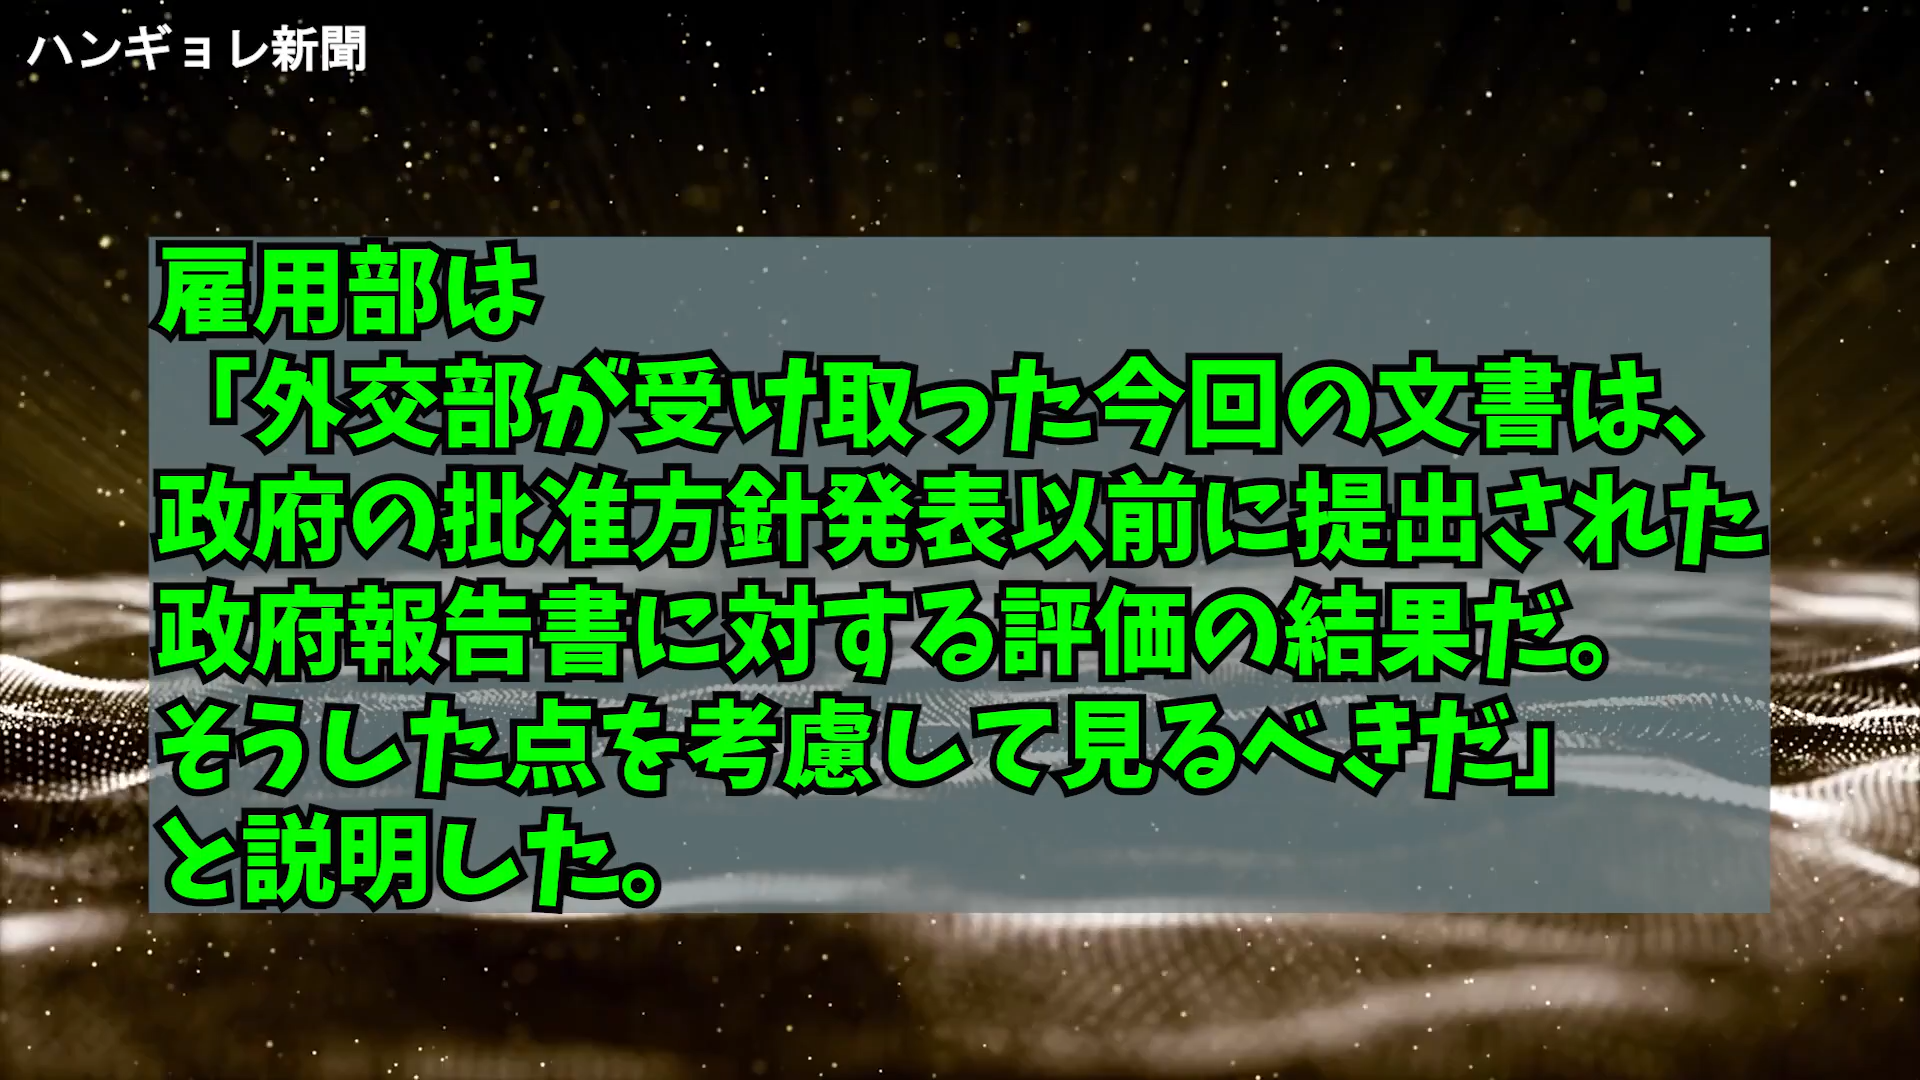 ハンギョレ新聞
雇用部は
「外交部が受け取った今回の文書は、
政府の批准方針発表以前に提出された
政府報告書に対する評価の結果だ。
そうした点を考慮して見るべきだ」
と説明した。